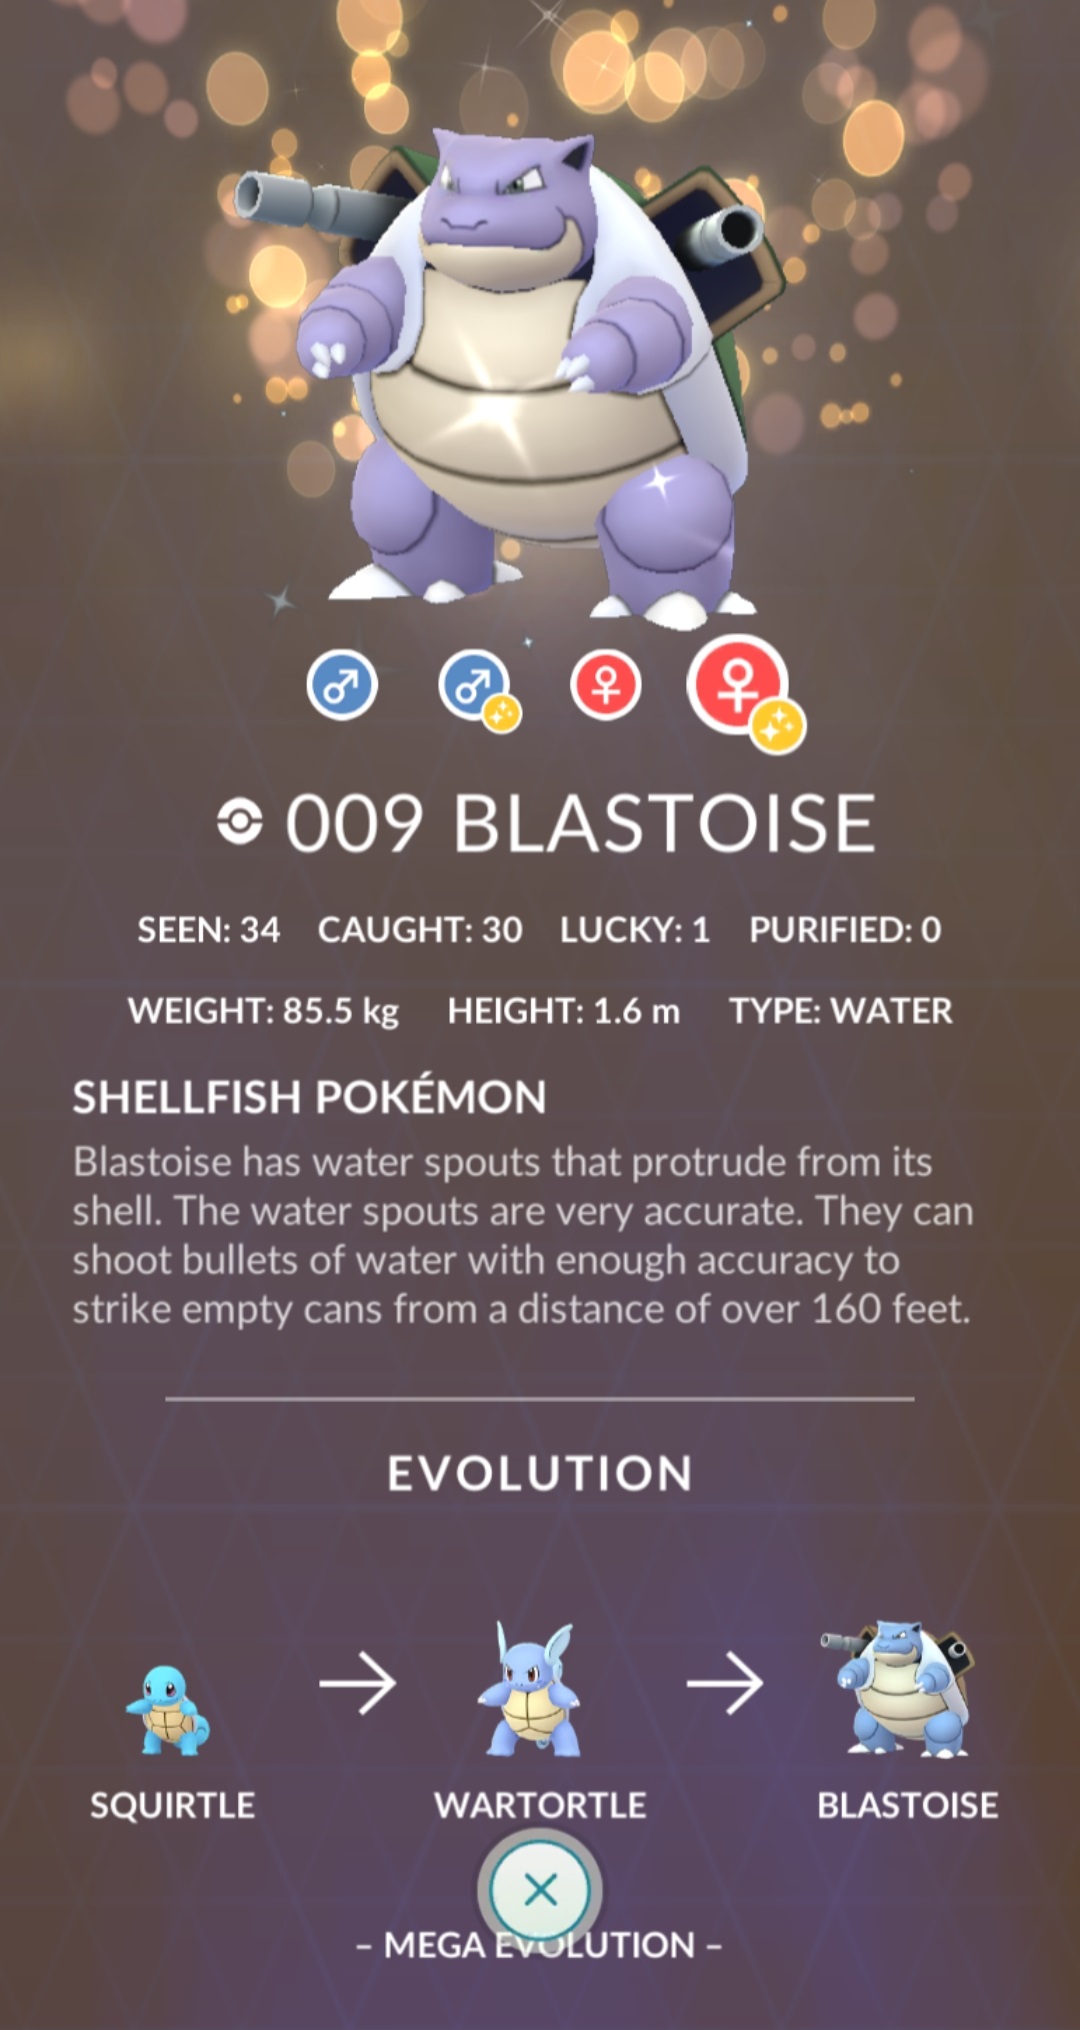 009 BLASTOISE
SEEN: 34 CAUGHT: 30 LUCKY: 1 PURIFIED: 0
WEIGHT: 85.5 kg HEIGHT: 1.6 m TYPE: WATER
SHELLFISH POKÉMON
Blastoise has water spouts that protrude from its
shell. The water spouts are very accurate. They can
shoot bullets of water with enough accuracy to
strike empty cans from a distance of over 160 feet.
EVOLUTION
SQUIRTLE WARTORTLE BLASTOISE
– MEGA EVOLUTION –